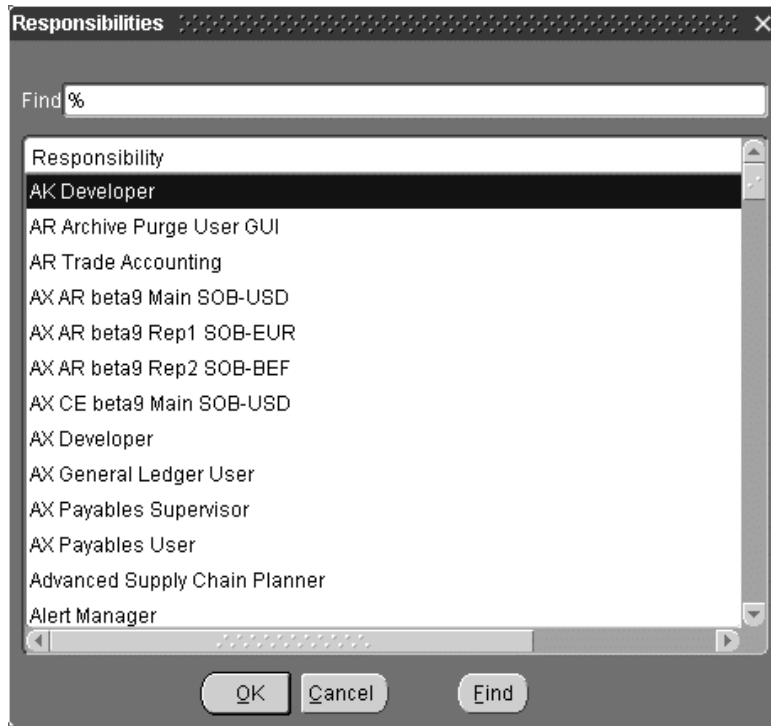 Responsibilities
Find %
Responsibility
AK Developer
AR Archive Purge User GUI
AR Trade Accounting
AX AR beta9 Main SOB-USD
AX AR beta9 Rep1 SOB-EUR
AX AR beta9 Rep2 SOB-BEF
AX CE beta9 Main SOB-USD
AX Developer
AX General Ledger User
AX Payables Supervisor
AX Payables User
Advanced Supply Chain Planner
Alert Manager
OK Cancel Find